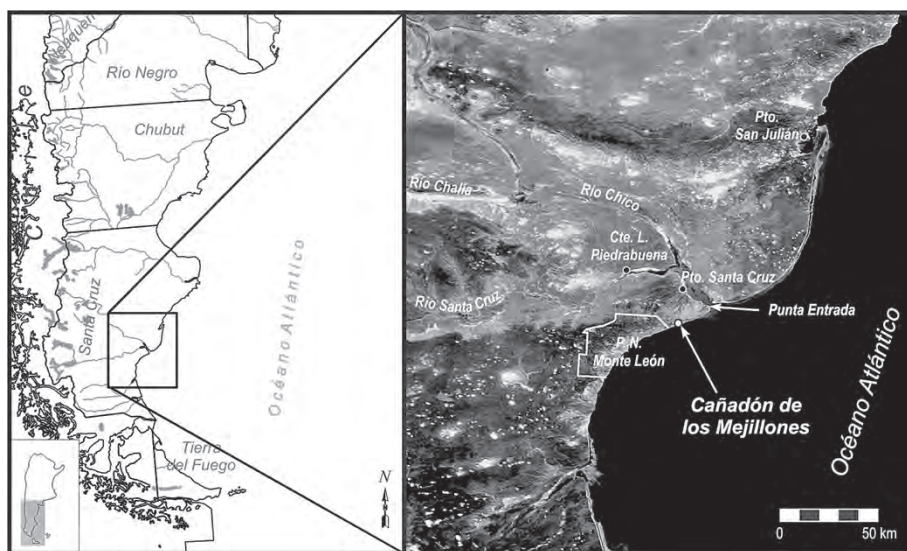 Neuquén
Río Negro
Chubut
Chile
Santa Cruz
Océano Atlántico
Tierra
del Fuego
N
Pto.
San Julián
Río Chalía
Río Chico
Cte. L.
Piedrabuena
Pto. Santa Cruz
Río Santa Cruz
Punta Entrada
P.N.
Monte León
Cañadón de
los Mejillones
Océano Atlántico
0
50 km